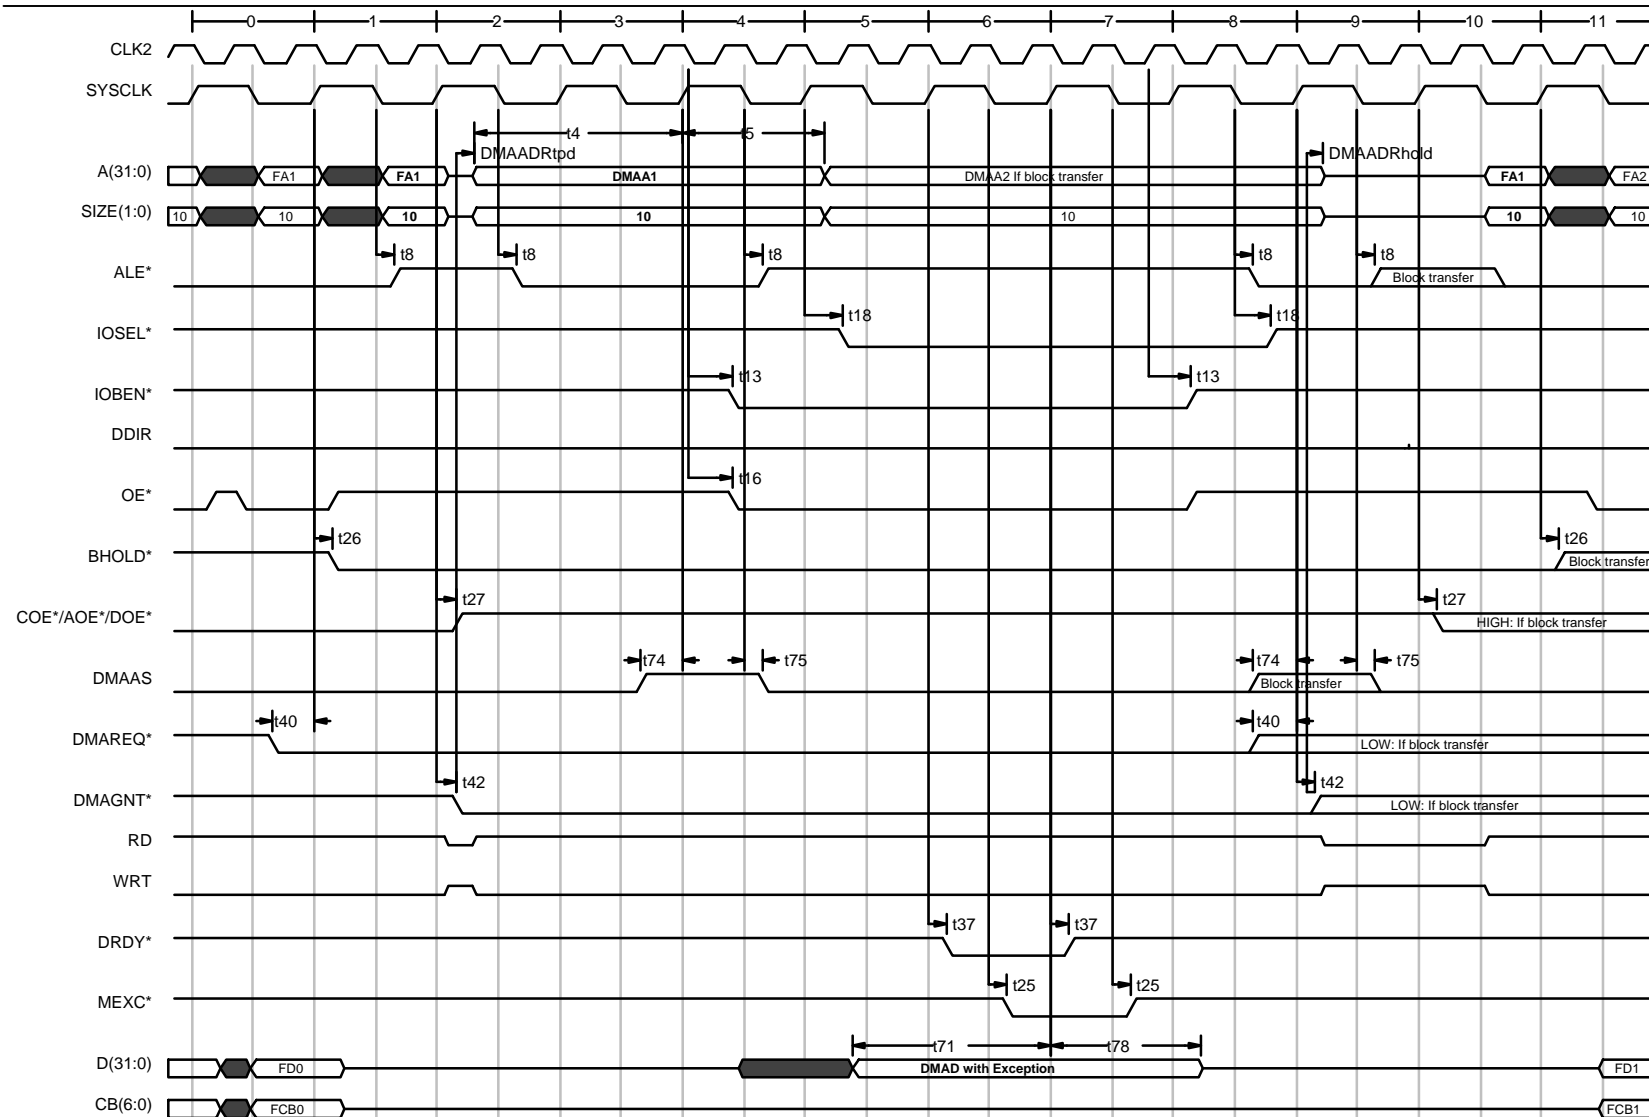 0 1 2 3 4 5 6 7 8 9 10 11
CLK2
SYSCLK
t4 t5
DMAADRtpd DMAADRhold
A(31:0) FA1 FA1 DMAA1 DMAA2 If block transfer FA1 FA2
SIZE(1:0) 10 10 10 10 10 10 10
t8 t8 t8 t8 t8
ALE* Block transfer
t18 t18
IOSEL*
t13 t13
IOBEN*
DDIR
t16
OE*
t26 t26
BHOLD* Block transfer
t27 t27
COE*/AOE*/DOE* HIGH: If block transfer
t74 t75 t74 t75
DMAAS Block transfer
t40 t40
DMAREQ* LOW: If block transfer
t42 t42
DMAGNT* LOW: If block transfer
RD
WRT
t37 t37
DRDY*
t25 t25
MEXC*
t71 t78
D(31:0) FD0 DMAD with Exception FD1
CB(6:0) FCB0 FCB1